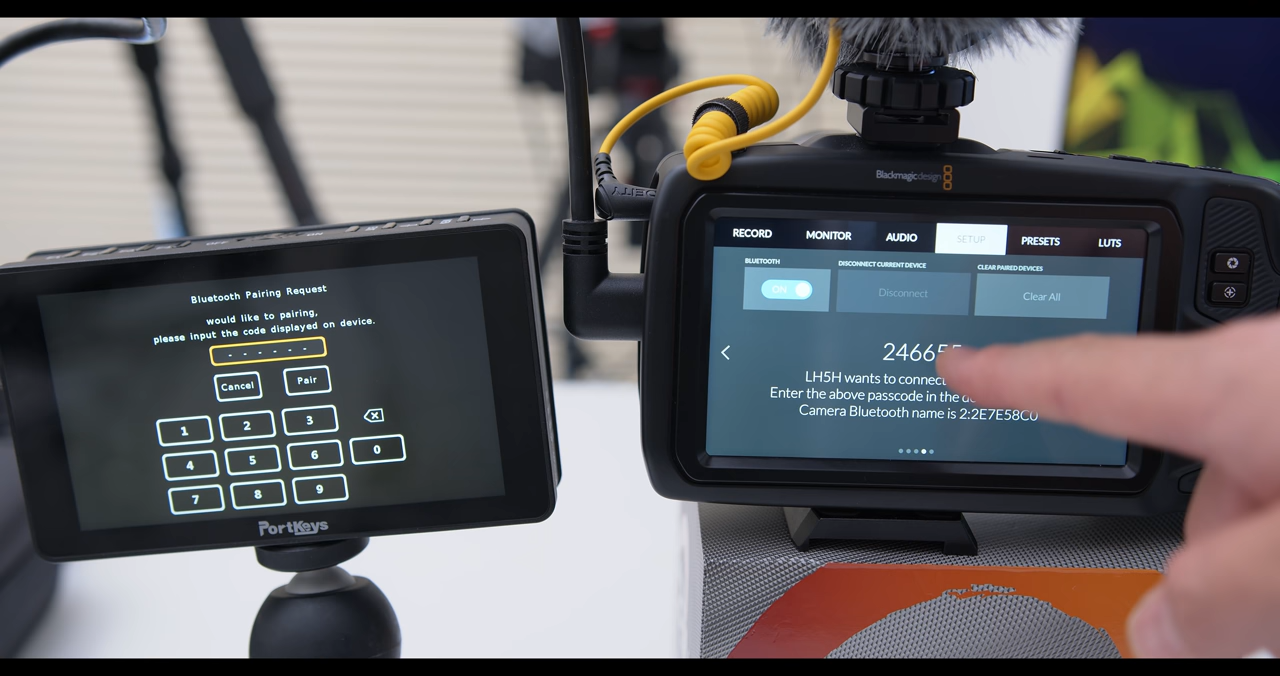 Bluetooth Pairing Request
would like to pairing,
please input the code displayed on device.
- - - - - -
Cancel
Pair
1 2 3
4 5 6 0
7 8 9
PortKeys
DEITY
Blackmagicdesign
RECORD MONITOR AUDIO SETUP PRESETS LUTS
BLUETOOTH DISCONNECT CURRENT DEVICE CLEAR PAIRED DEVICES
ON Disconnect Clear All
246655
LH5H wants to connect
Enter the above passcode in the
Camera Bluetooth name is 2:2E7E58C0